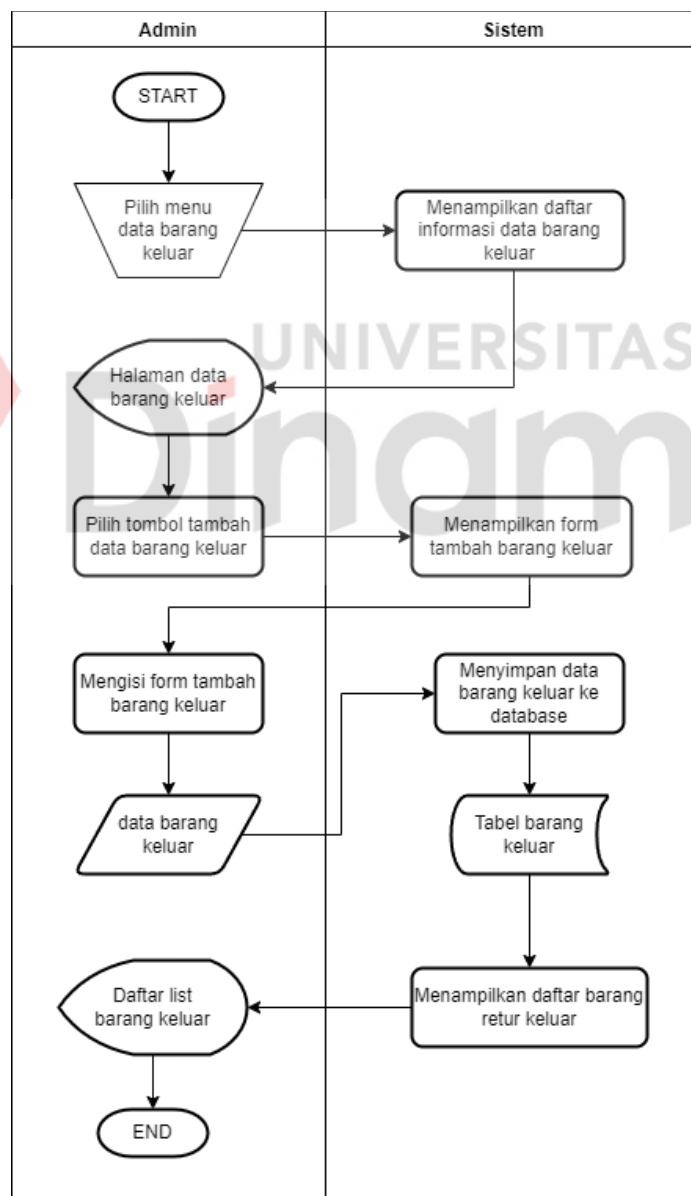 Admin
Sistem
START
Pilih menu
data barang
keluar
Menampilkan daftar
informasi data barang
keluar
UNIVERSITAS
Dinam
Halaman data
barang keluar
Pilih tombol tambah
data barang keluar
Menampilkan form
tambah barang keluar
Mengisi form tambah
barang keluar
data barang
keluar
Menyimpan data
barang keluar ke
database
Tabel barang
keluar
Menampilkan daftar barang
retur keluar
Daftar list
barang keluar
END